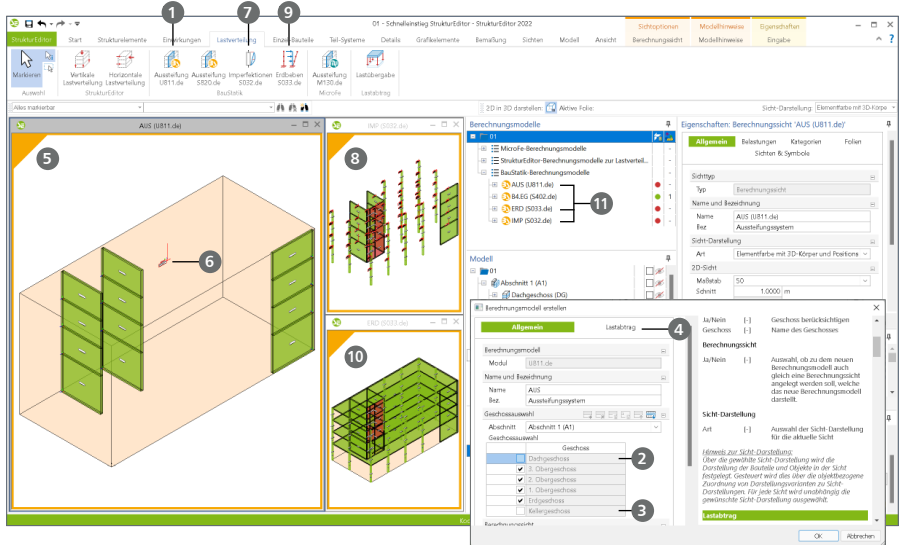 1
7
9
01 - Schnelleinstieg StrukturEditor - StrukturEditor 2022
Sichtoptionen
Modellhinweise
Eigenschaften
StrukturEditor
Start
Strukturelemente
Einwirkungen
Lastverteilung
Einzel-Bauteile
Teil-Systeme
Details
Grafikelemente
Bemaßung
Sichten
Modell
Ansicht
Berechnungssicht
Modellhinweise
Eingabe
Markieren
Vertikale Lastverteilung
Horizontale Lastverteilung
Aussteifung U811.de
Aussteifung S820.de
Imperfektionen S032.de
Erdbeben S033.de
Aussteifung M130.de
Lastübergabe
Auswahl
StrukturEditor
BauStatik
MicroFe
Lastabtrag
Alles markierbar
2D in 3D darstellen:
Aktive Folie:
Sicht-Darstellung:
Elementfarbe mit 3D-Körpe
AUS (U811.de)
5
6
IMP (S032.de)
8
ERD (S033.de)
10
Berechnungsmodelle
01
MicroFe-Berechnungsmodelle
StrukturEditor-Berechnungsmodelle zur Lastverteil...
BauStatik-Berechnungsmodelle
AUS (U811.de)
B4.EG (S402.de)
1
ERD (S033.de)
IMP (S032.de)
11
Modell
01
Abschnitt 1 (A1)
Dachgeschoss (DG)
Eigenschaften: Berechnungssicht 'AUS (U811.de)'
Allgemein
Belastungen
Kategorien
Folien
Sichten & Symbole
Sichttyp
Typ
Berechnungssicht
Name und Bezeichnung
Name
AUS (U811.de)
Bez
Aussteifungssystem
Sicht-Darstellung
Art
Elementfarbe mit 3D-Körper und Positions
2D-Sicht
Maßstab
50
Schnitt
1.0000 m
Berechnungsmodell erstellen
Allgemein
Lastabtrag
4
Berechnungsmodell
Modul
U811.de
Name und Bezeichnung
Name
AUS
Bez.
Aussteifungssystem
Geschossauswahl
Abschnitt
Abschnitt 1 (A1)
Geschossauswahl
Geschoss
Dachgeschoss
2
3. Obergeschoss
2. Obergeschoss
1. Obergeschoss
Erdgeschoss
Kellergeschoss
3
Berechnungssicht
Ja/Nein [-] Geschoss berücksichtigen
Geschoss [-] Name des Geschosses
Berechnungssicht
Ja/Nein [-] Auswahl, ob zu dem neuen
Berechnungsmodell auch
gleich eine Berechnungssicht
angelegt werden soll, welche
das neue Berechnungsmodell
darstellt.
Sicht-Darstellung
Art [-] Auswahl der Sicht-Darstellung
für die aktuelle Sicht
Hinweis zur Sicht-Darstellung:
Über die gewählte Sicht-Darstellung wird die
Darstellung der Bauteile und Objekte in der Sicht
festgelegt. Gesteuert wird dies über die objektbezogene
Zuordnung von Darstellungsvarianten zu Sicht-
Darstellungen. Für jede Sicht wird unabhängig die
gewünschte Sicht-Darstellung ausgewählt.
Lastabtrag
OK
Abbrechen